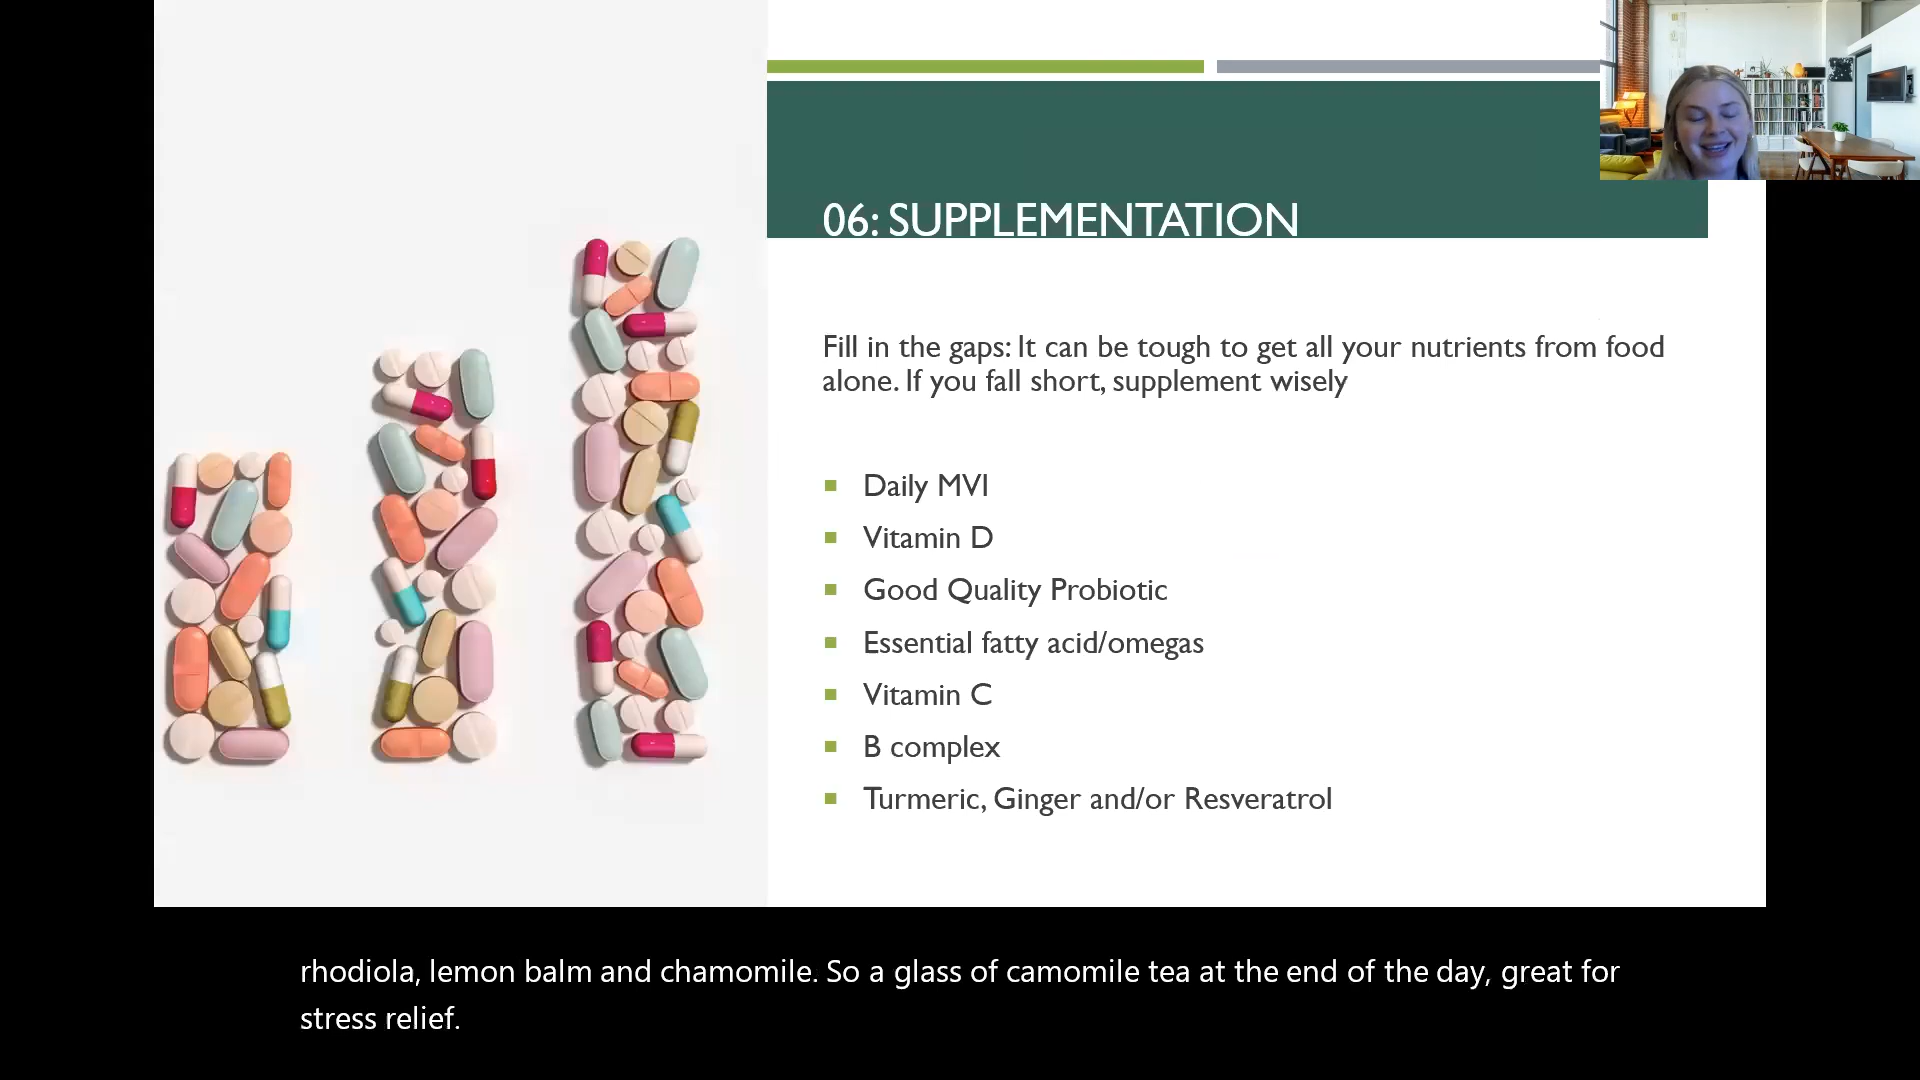 06: SUPPLEMENTATION
Fill in the gaps: It can be tough to get all your nutrients from food
alone. If you fall short, supplement wisely
Daily MVI
Vitamin D
Good Quality Probiotic
Essential fatty acid/omegas
Vitamin C
B complex
Turmeric, Ginger and/or Resveratrol
rhodiola, lemon balm and chamomile. So a glass of camomile tea at the end of the day, great for
stress relief.